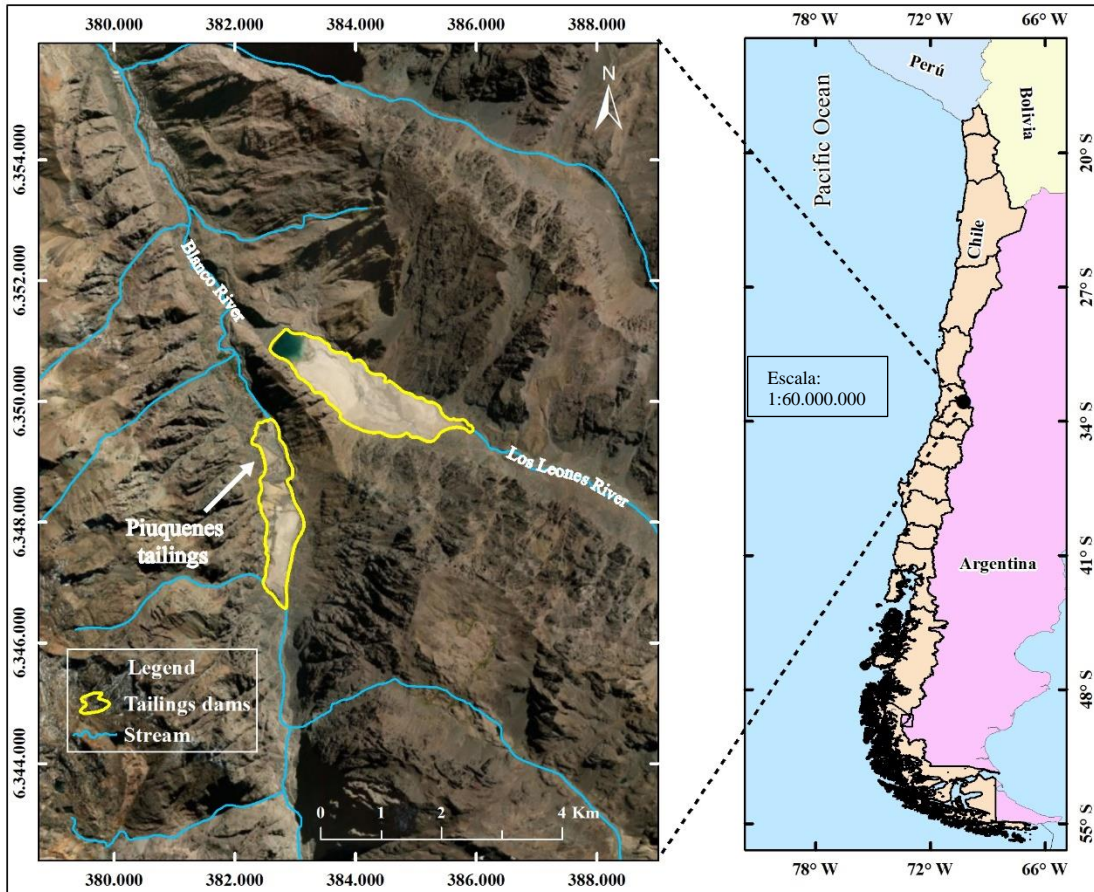 380.000 382.000 384.000 386.000 388.000
6.354.000
6.352.000
6.350.000
6.348.000
6.346.000
6.344.000
N
Blanco River
Los Leones River
Piuquenes
tailings
Legend
Tailings dams
Stream
0 1 2 4 Km
380.000 382.000 384.000 386.000 388.000
78° W 72° W 66° W
Perú
Bolivia
Pacific Ocean
Chile
Argentina
Escala:
1:60.000.000
20° S
27° S
34° S
41° S
48° S
55° S
78° W 72° W 66° W